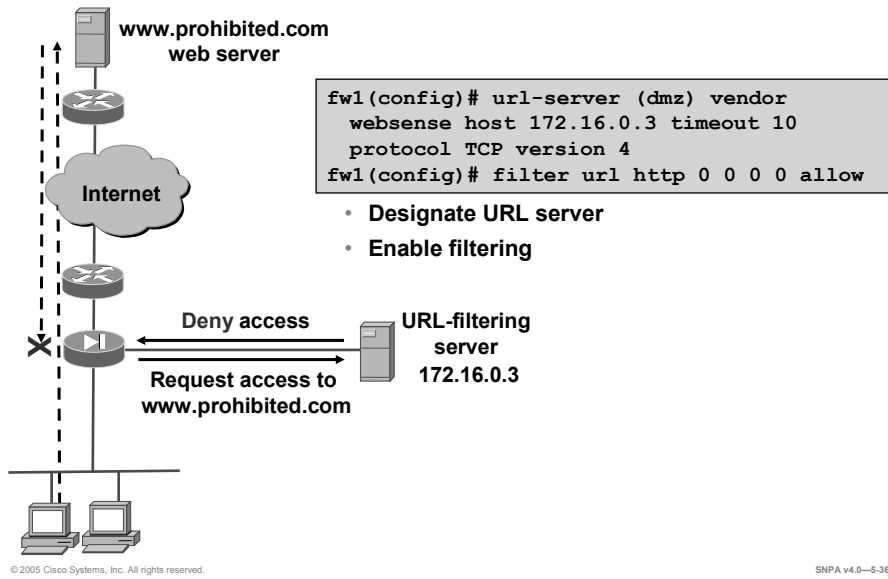 www.prohibited.com
web server
fw1(config)# url-server (dmz) vendor
websense host 172.16.0.3 timeout 10
protocol TCP version 4
fw1(config)# filter url http 0 0 0 0 allow
Internet
• Designate URL server
• Enable filtering
Deny access
URL-filtering
server
172.16.0.3
Request access to
www.prohibited.com
© 2005 Cisco Systems, Inc. All rights reserved.
SNPA v4.0—5-36